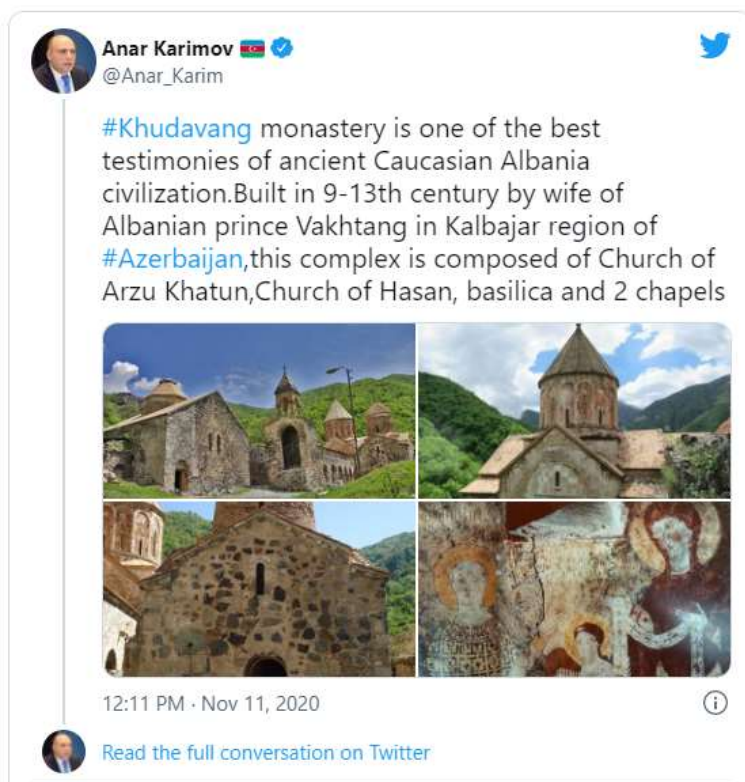 Anar Karimov
@Anar_Karim
#Khudavang monastery is one of the best
testimonies of ancient Caucasian Albania
civilization.Built in 9-13th century by wife of
Albanian prince Vakhtang in Kalbajar region of
#Azerbaijan,this complex is composed of Church of
Arzu Khatun,Church of Hasan, basilica and 2 chapels
12:11 PM · Nov 11, 2020
Read the full conversation on Twitter